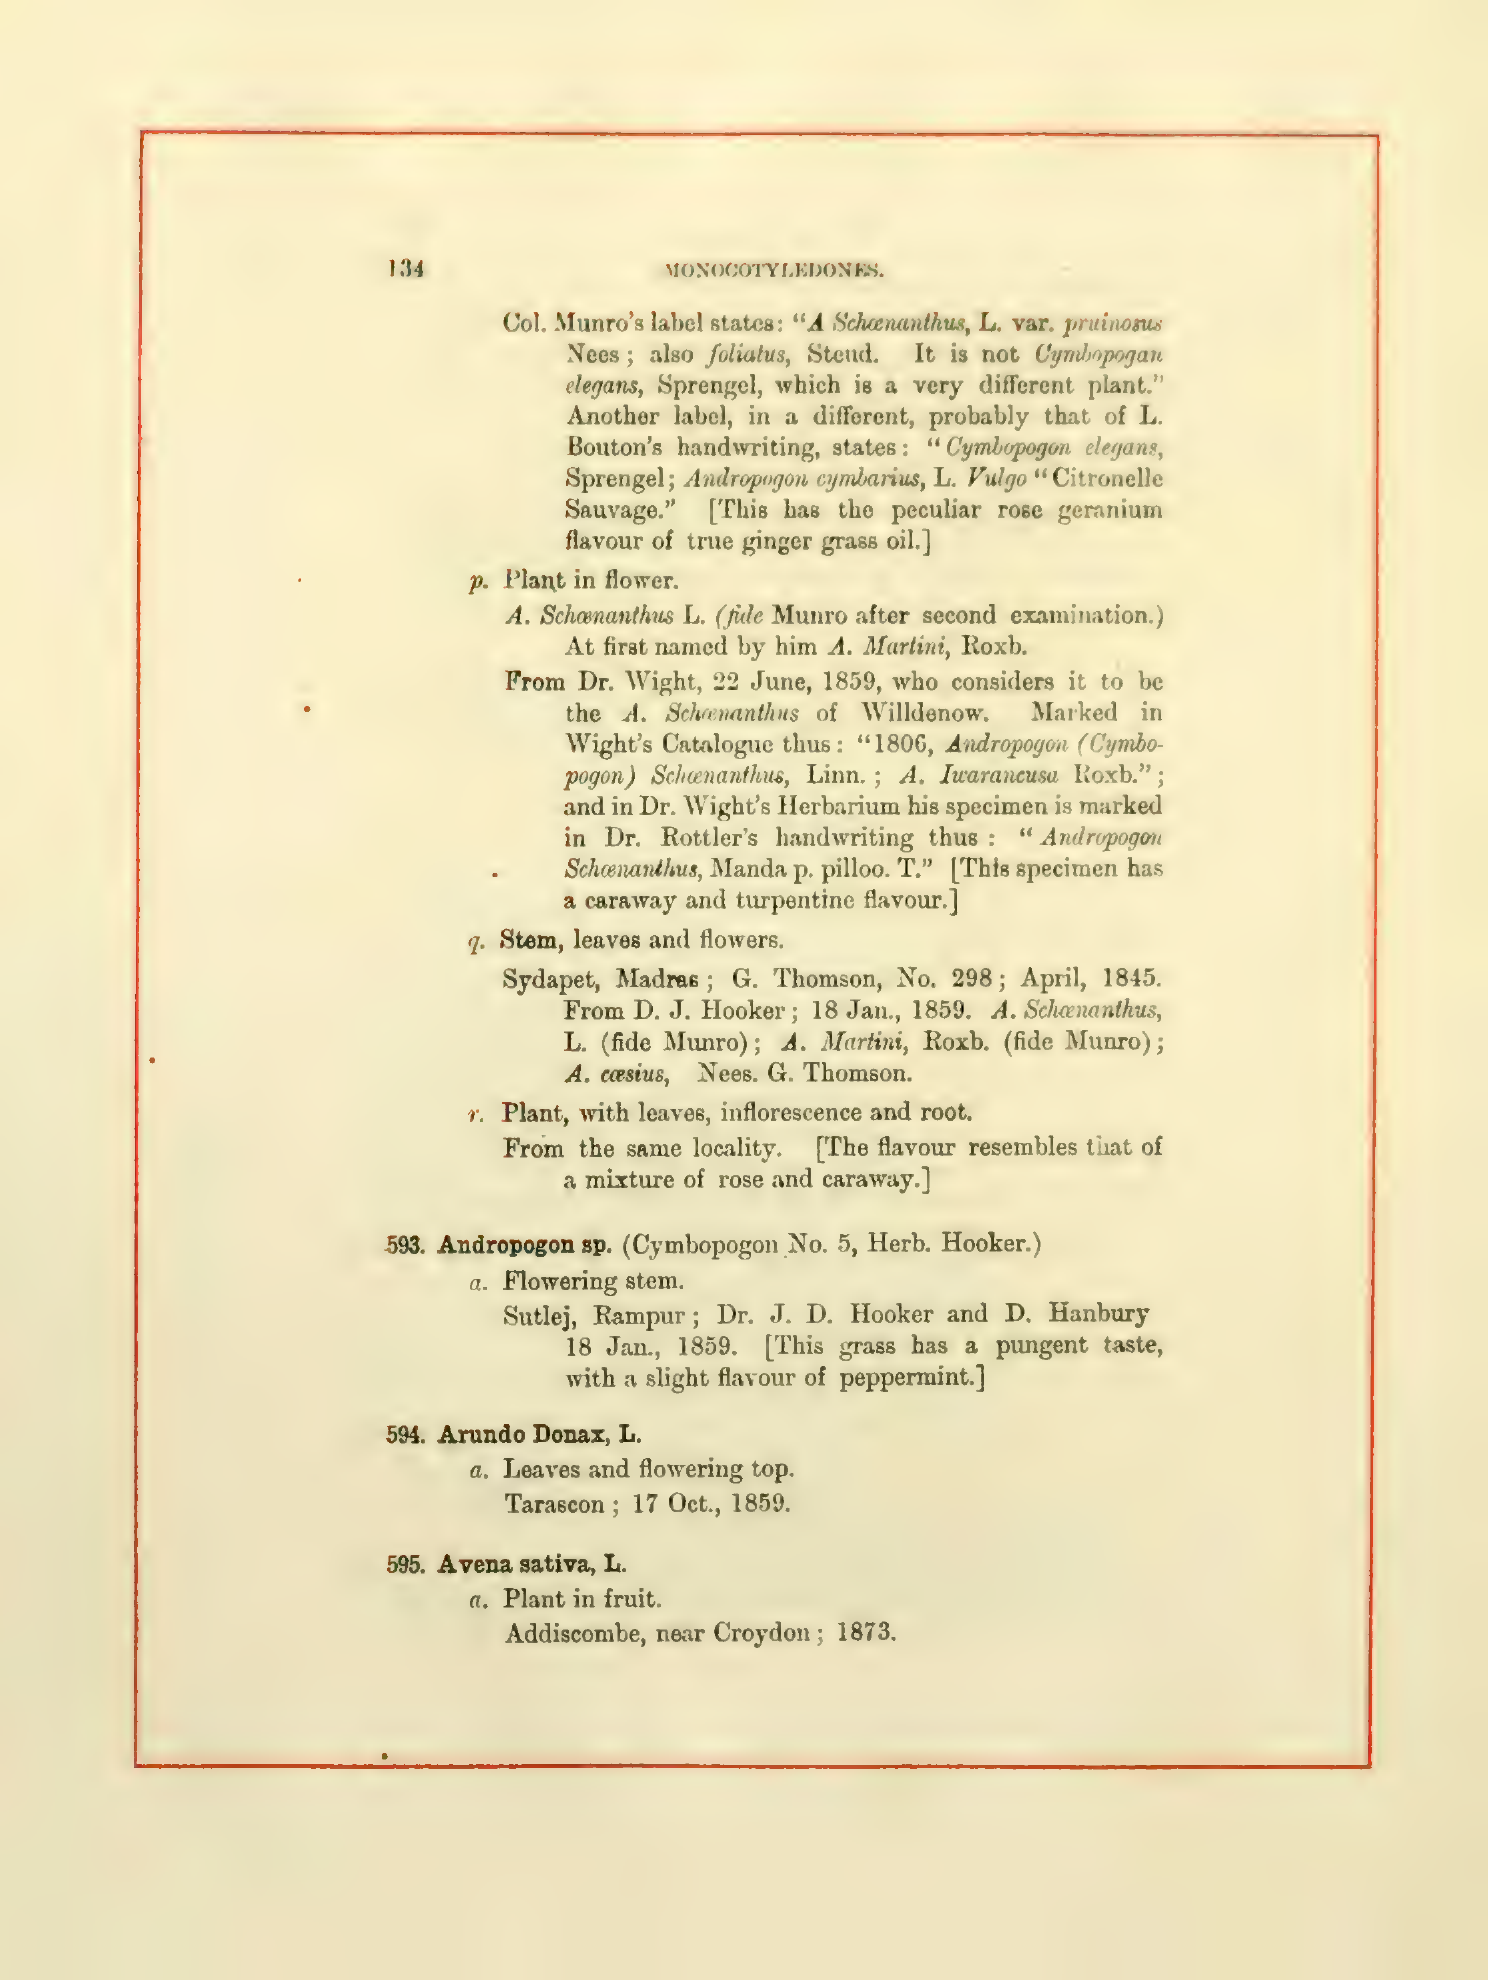 134 MONOCOTYLEDONES.
Col. Munro's label states: "A Schœnanthus, L. var. pruinosus
Nees ; also foliatus, Steud. It is not Cymbopogan
elegans, Sprengel, which is a very different plant."
Another label, in a different, probably that of L.
Bouton's handwriting, states : "Cymbopogon elegans,
Sprengel ; Andropogon cymbarius, L. Vulgo "Citronelle
Sauvage." [This has the peculiar rose geranium
flavour of true ginger grass oil.]
p. Plant in flower.
A. Schœnanthus L. (fide Munro after second examination.)
At first named by him A. Martini, Roxb.
From Dr. Wight, 22 June, 1859, who considers it to be
the A. Schœnanthus of Willdenow. Marked in
Wight's Catalogue thus : "1806, Andropogon (Cymbo-
pogon) Schœnanthus, Linn. ; A. Iwarancusa Roxb." ;
and in Dr. Wight's Herbarium his specimen is marked
in Dr. Rottler's handwriting thus : "Andropogon
Schœnanthus, Manda p. pilloo. T." [This specimen has
a caraway and turpentine flavour.]
q. Stem, leaves and flowers.
Sydapet, Madras ; G. Thomson, No. 298 ; April, 1845.
From D. J. Hooker ; 18 Jan., 1859. A. Schœnanthus,
L. (fide Munro) ; A. Martini, Roxb. (fide Munro) ;
A. cæsius, Nees. G. Thomson.
r. Plant, with leaves, inflorescence and root.
From the same locality. [The flavour resembles that of
a mixture of rose and caraway.]
593. Andropogon sp. (Cymbopogon No. 5, Herb. Hooker.)
a. Flowering stem.
Sutlej, Rampur ; Dr. J. D. Hooker and D. Hanbury
18 Jan., 1859. [This grass has a pungent taste,
with a slight flavour of peppermint.]
594. Arundo Donax, L.
a. Leaves and flowering top.
Tarascon ; 17 Oct., 1859.
595. Avena sativa, L.
a. Plant in fruit.
Addiscombe, near Croydon ; 1873.